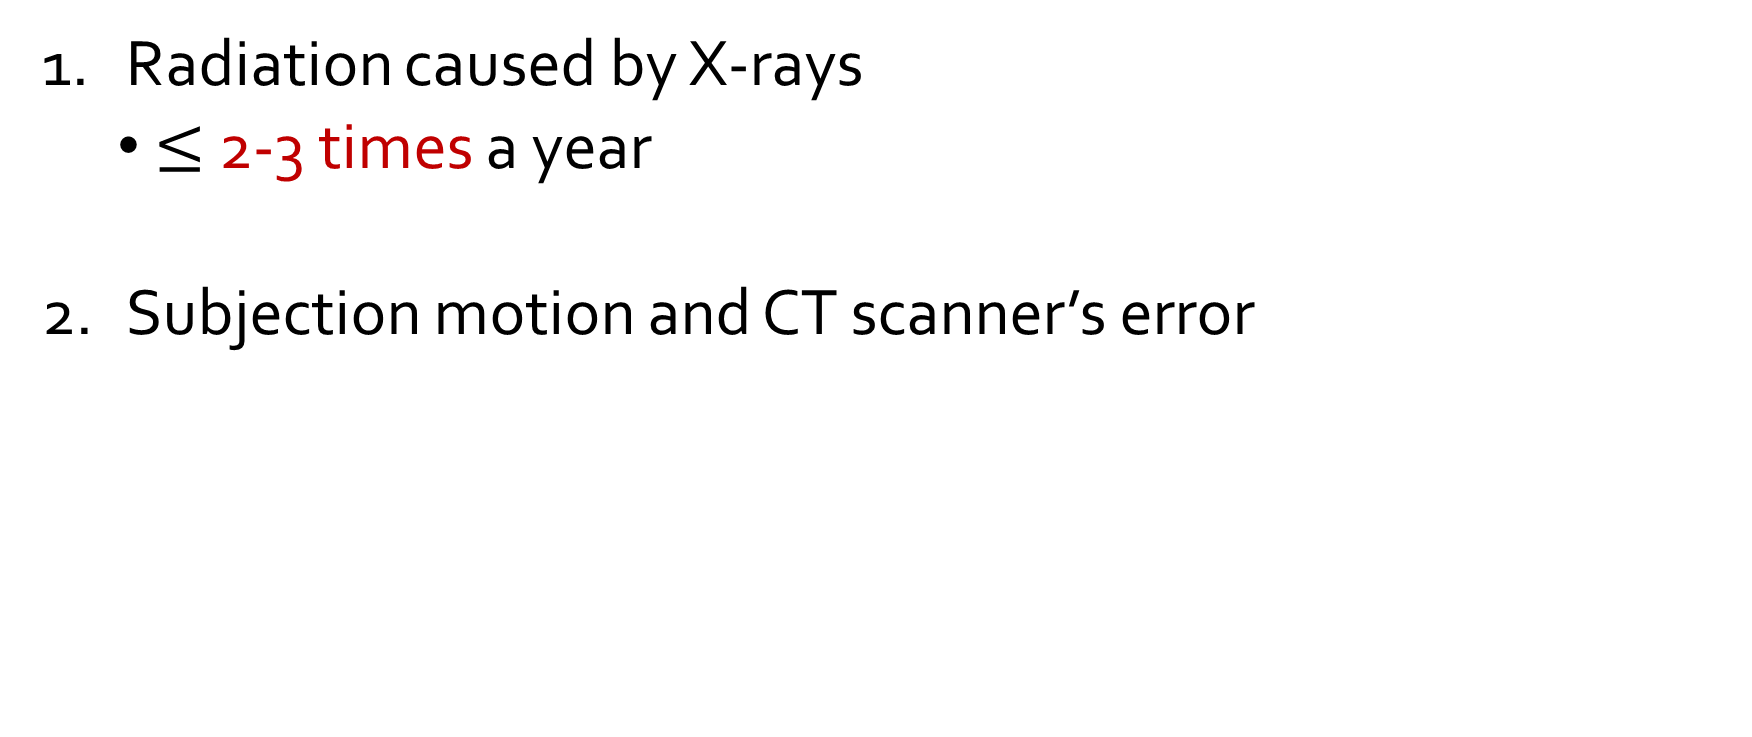 1. Radiation caused by X-rays
• ≤ 2-3 times a year
2. Subjection motion and CT scanner’s error